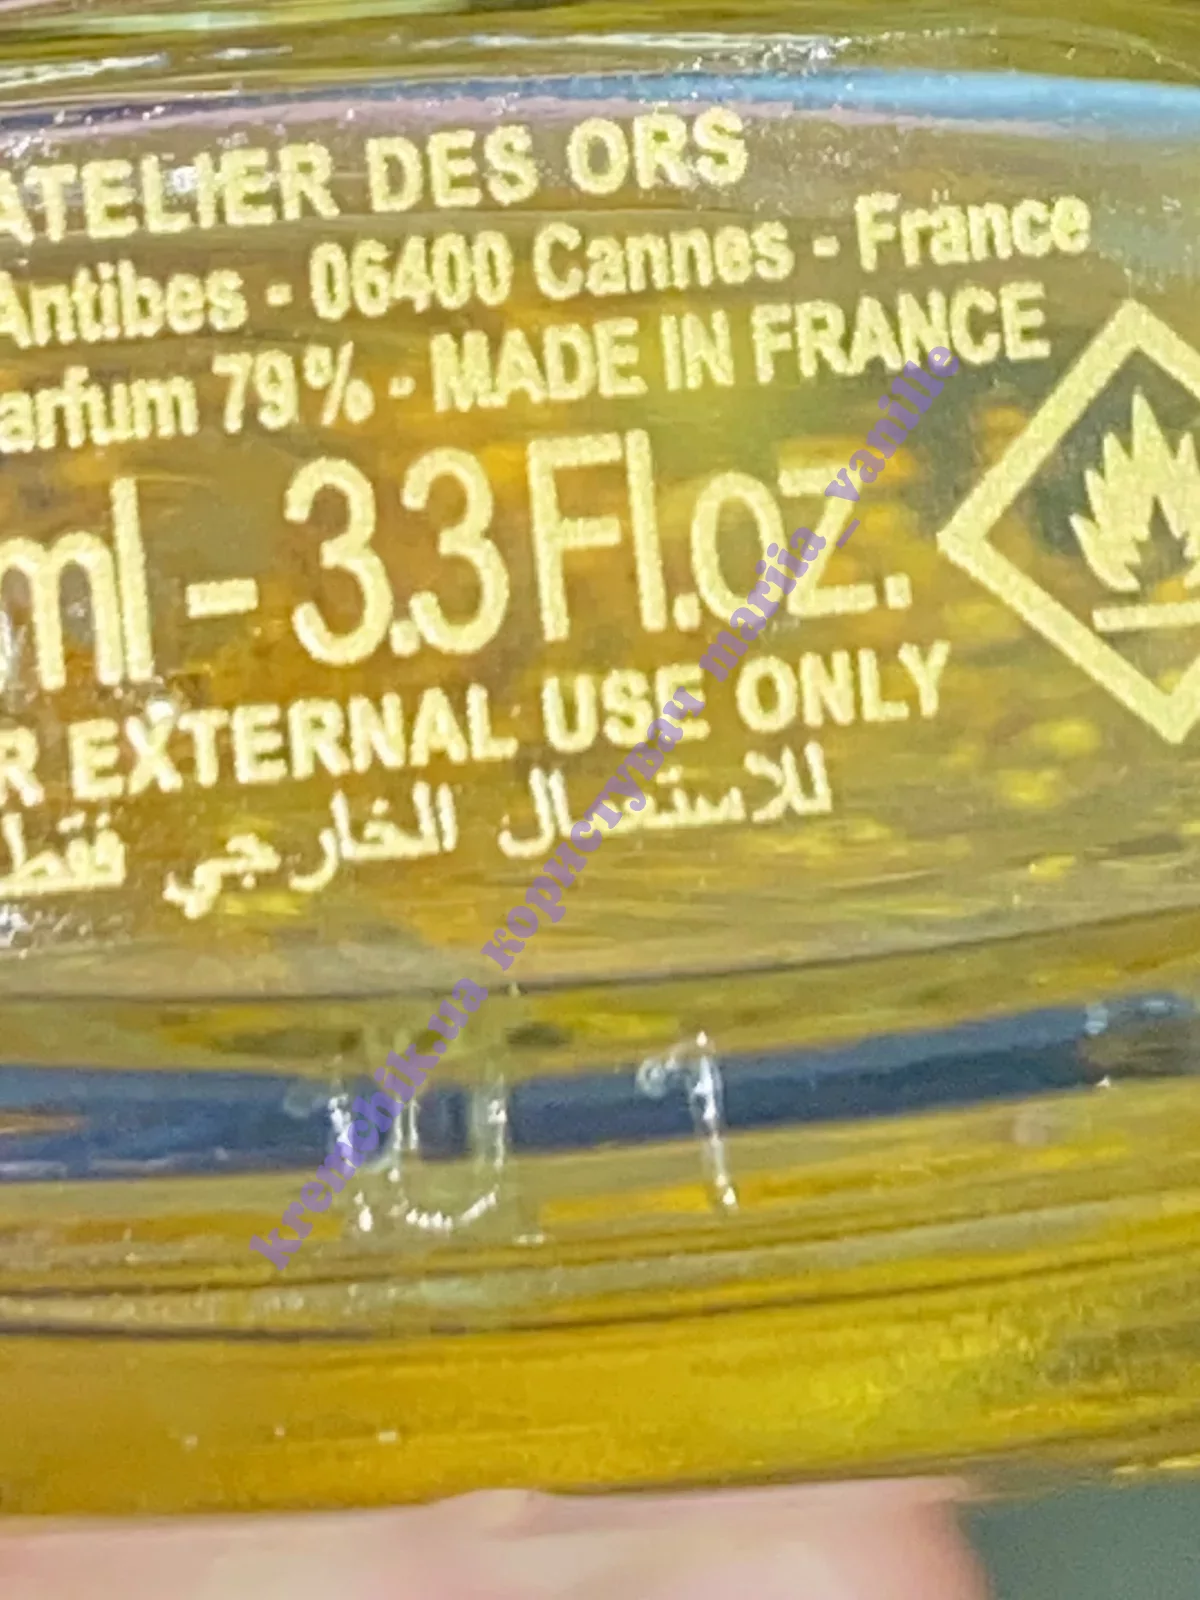 ATELIER DES ORS
Antibes - 06400 Cannes - France
arfum 79% - MADE IN FRANCE
ml - 3.3 Fl.oz.
R EXTERNAL USE ONLY
للاستعمال الخارجي فقط
kremchik.ua користувач mariia_vanille